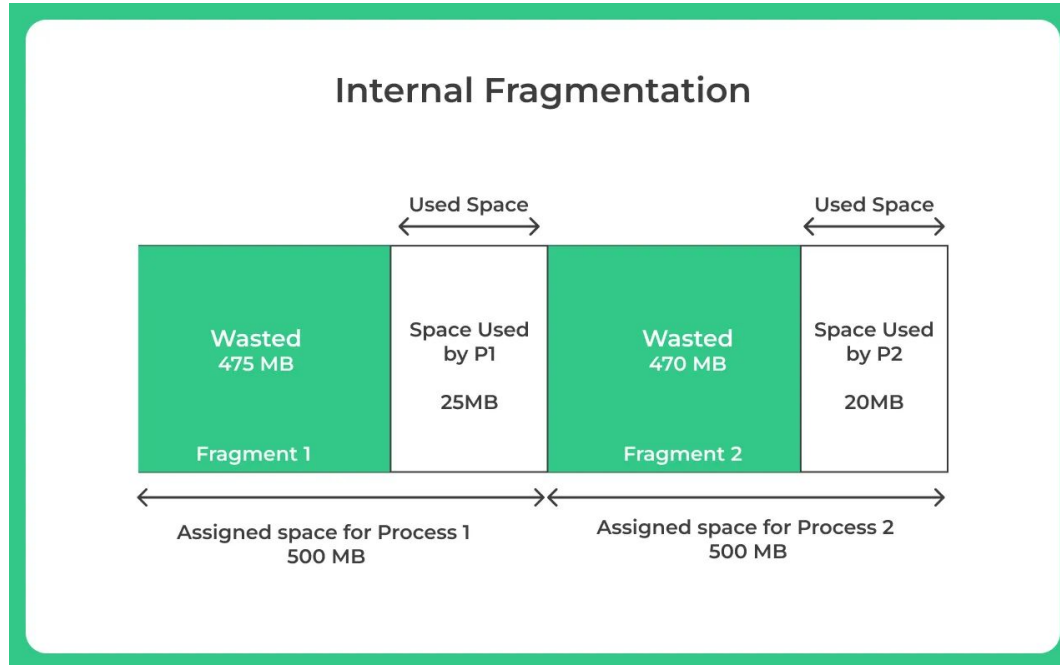 Internal Fragmentation
Used Space
Used Space
Wasted
475 MB
Fragment 1
Space Used
by P1
25MB
Wasted
470 MB
Fragment 2
Space Used
by P2
20MB
Assigned space for Process 1
500 MB
Assigned space for Process 2
500 MB